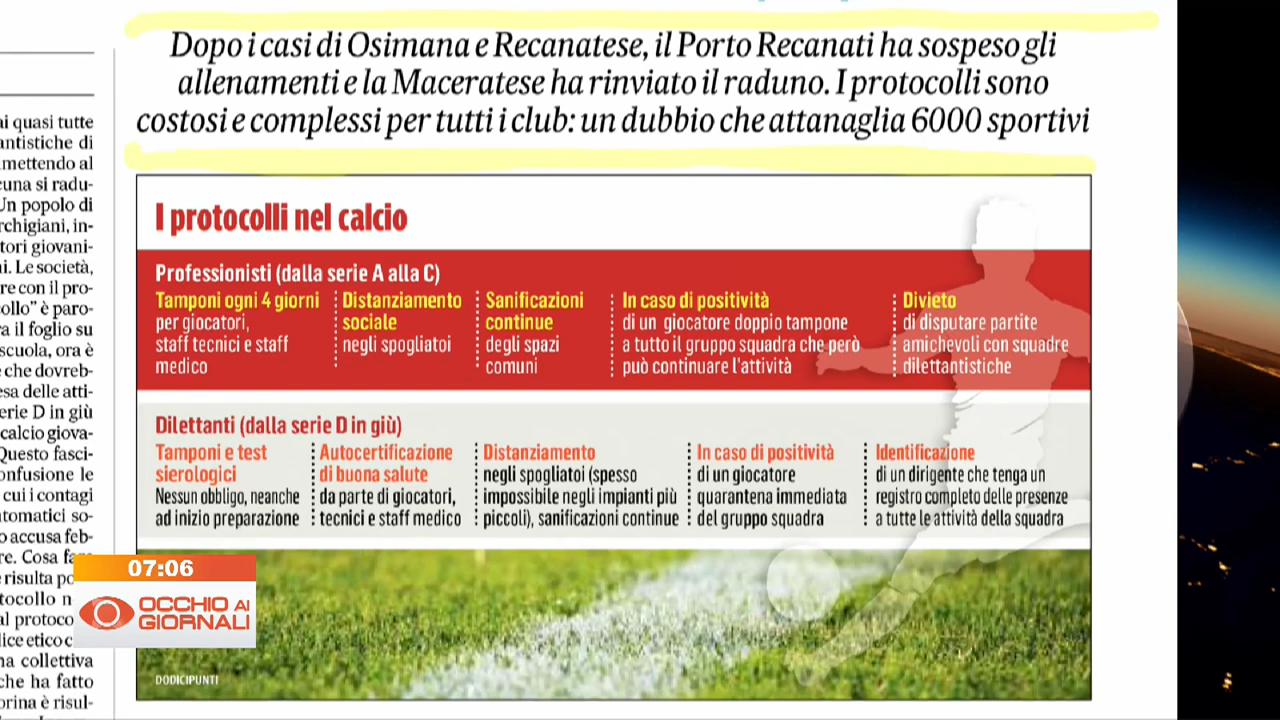 Dopo i casi di Osimana e Recanatese, il Porto Recanati ha sospeso gli
allenamenti e la Maceratese ha rinviato il raduno. I protocolli sono
costosi e complessi per tutti i club: un dubbio che attanaglia 6000 sportivi
ai quasi tutte
antistiche di
mettendo al
cuna si radu-
Un popolo di
rchigiani, in-
tori giovani-
ni. Le società,
re con il pro-
collo” è paro-
ra il foglio su
scuola, ora è
che dovreb-
esa delle atti-
erie D in giù
calcio giova-
Questo fasci-
onfusione le
cui i contagi
utomatici so-
o accusa feb-
re. Cosa
risulta
tocollo
al
lice etico
na collettiva
che ha fatto
orina è risul-
I protocolli nel calcio
Professionisti (dalla serie A alla C)
Tamponi ogni 4 giorni
per giocatori,
staff tecnici e staff
medico
Distanziamento
sociale
negli spogliatoi
Sanificazioni
continue
degli spazi
comuni
In caso di positività
di un giocatore doppio tampone
a tutto il gruppo squadra che però
può continuare l'attività
Divieto
di disputare partite
amichevoli con squadre
dilettantistiche
Dilettanti (dalla serie D in giù)
Tamponi e test
sierologici
Nessun obbligo, neanche
ad inizio preparazione
Autocertificazione
di buona salute
da parte di giocatori,
tecnici e staff medico
Distanziamento
negli spogliatoi (spesso
impossibile negli impianti più
piccoli), sanificazioni continue
In caso di positività
di un giocatore
quarantena immediata
del gruppo squadra
Identificazione
di un dirigente che tenga un
registro completo delle presenze
a tutte le attività della squadra
DODICIPUNTI
07:06
OCCHIO AI
GIORNALI